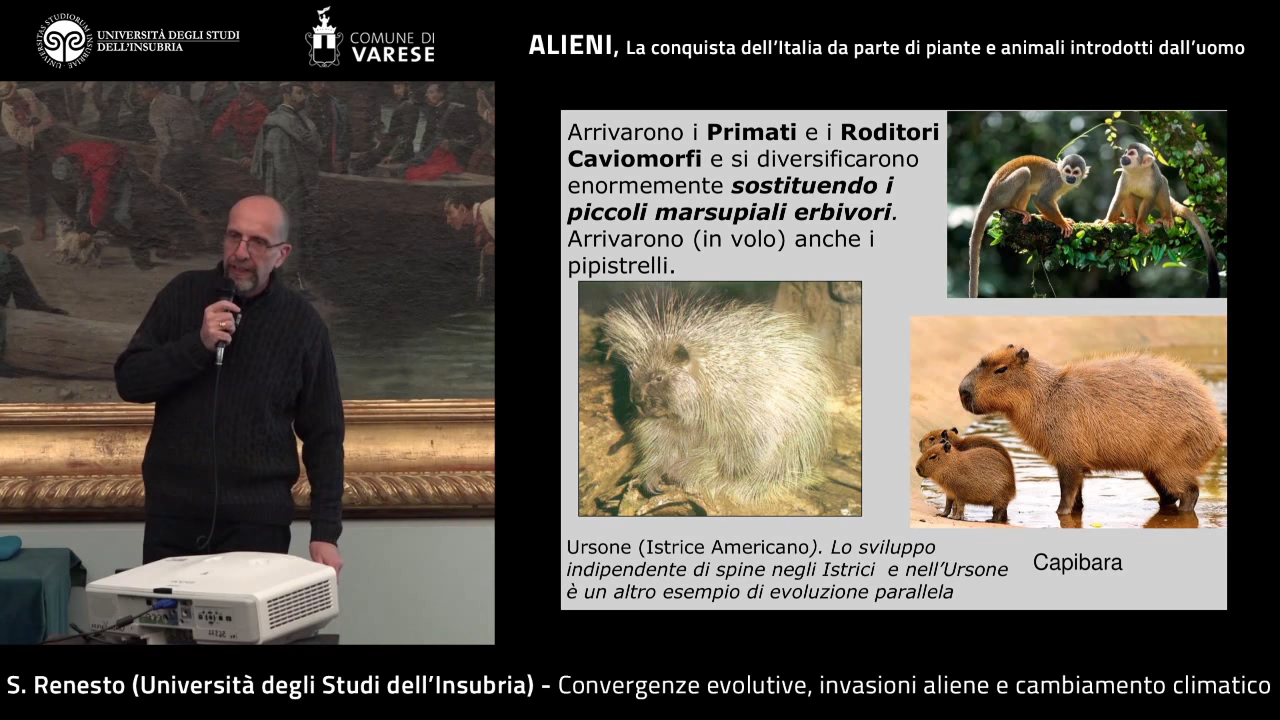 UNIVERSITÀ DEGLI STUDI
DELL'INSUBRIA
COMUNE DI
VARESE
ALIENI, La conquista dell'Italia da parte di piante e animali introdotti dall'uomo
Arrivarono i Primati e i Roditori
Caviomorfi e si diversificarono
enormemente sostituendo i
piccoli marsupiali erbivori.
Arrivarono (in volo) anche i
pipistrelli.
Ursone (Istrice Americano). Lo sviluppo
indipendente di spine negli Istrici e nell'Ursone
è un altro esempio di evoluzione parallela
Capibara
S. Renesto (Università degli Studi dell'Insubria) - Convergenze evolutive, invasioni aliene e cambiamento climatico